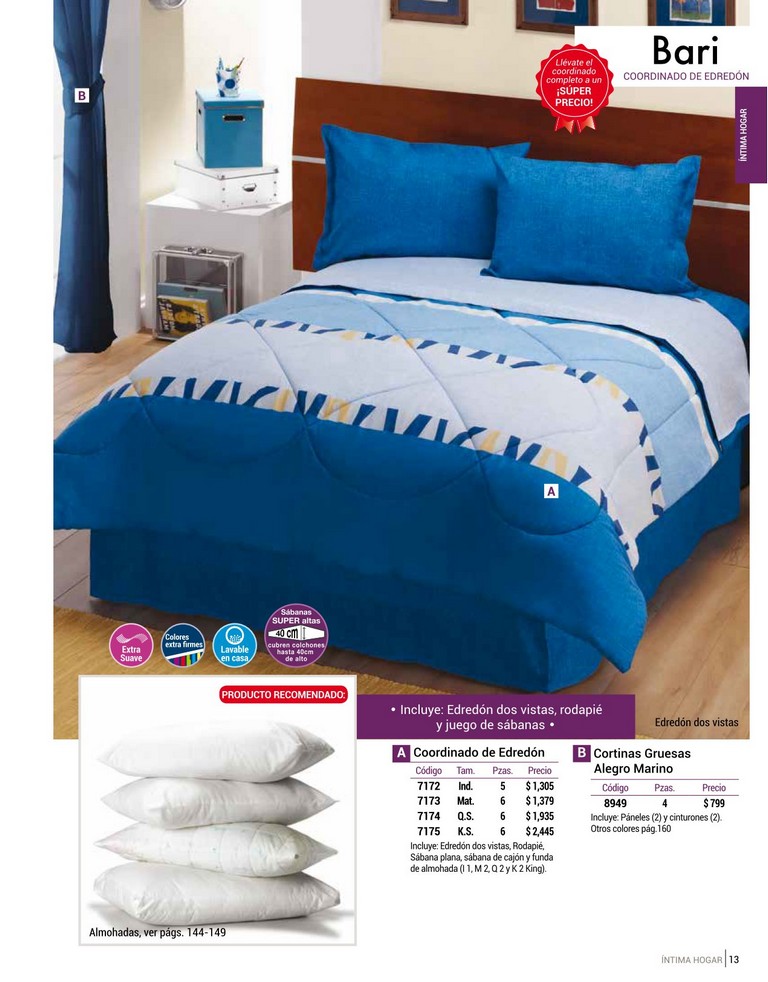 Bari
COORDINADO DE EDREDÓN
Llévate el
coordinado
completo a un
¡SÚPER
PRECIO!
ÍNTIMA HOGAR
B
A
Extra
Suave
Colores
extra firmes
Lavable
en casa
Sábanas
SUPER altas
40 cm
cubren colchones
hasta 40cm
de alto
PRODUCTO RECOMENDADO:
Almohadas, ver págs. 144-149
• Incluye: Edredón dos vistas, rodapié
y juego de sábanas •
Edredón dos vistas
A Coordinado de Edredón
Código Tam. Pzas. Precio
7172 Ind. 5 $ 1,305
7173 Mat. 6 $ 1,379
7174 Q.S. 6 $ 1,935
7175 K.S. 6 $ 2,445
Incluye: Edredón dos vistas, Rodapié,
Sábana plana, sábana de cajón y funda
de almohada (I 1, M 2, Q 2 y K 2 King).
B Cortinas Gruesas
Alegro Marino
Código Pzas. Precio
8949 4 $ 799
Incluye: Páneles (2) y cinturones (2).
Otros colores pág.160
ÍNTIMA HOGAR 13